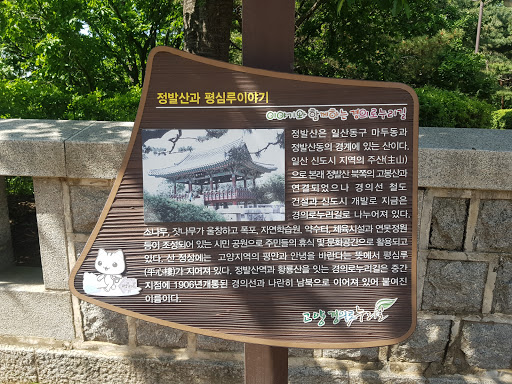 정발산과 평심루이야기
이야기와 함께하는 경의로누리길
정발산은 일산동구 마두동과
정발산동의 경계에 있는 산이다.
일산 신도시 지역의 주산(主山)
으로 본래 정발산 북쪽의 고봉산과
연결되었으나 경의선 철도
건설과 신도시 개발로 지금은
경의로누리길로 나누어져 있다.
소나무, 잣나무가 울창하고 폭포, 자연학습원, 약수터, 체육시설과 연못정원
등이 조성되어 있는 시민 공원으로 주민들의 휴식 및 문화공간으로 활용되고
있다. 산 정상에는 고양지역의 평안과 안녕을 바란다는 뜻에서 평심루
(平心樓)가 지어져 있다. 정발산역과 황룡산을 잇는 경의로누리길은 중간
지점에 1906년개통된 경의선과 나란히 남북으로 이어져 있어 붙여진
이름이다.
고양 경의로누리길